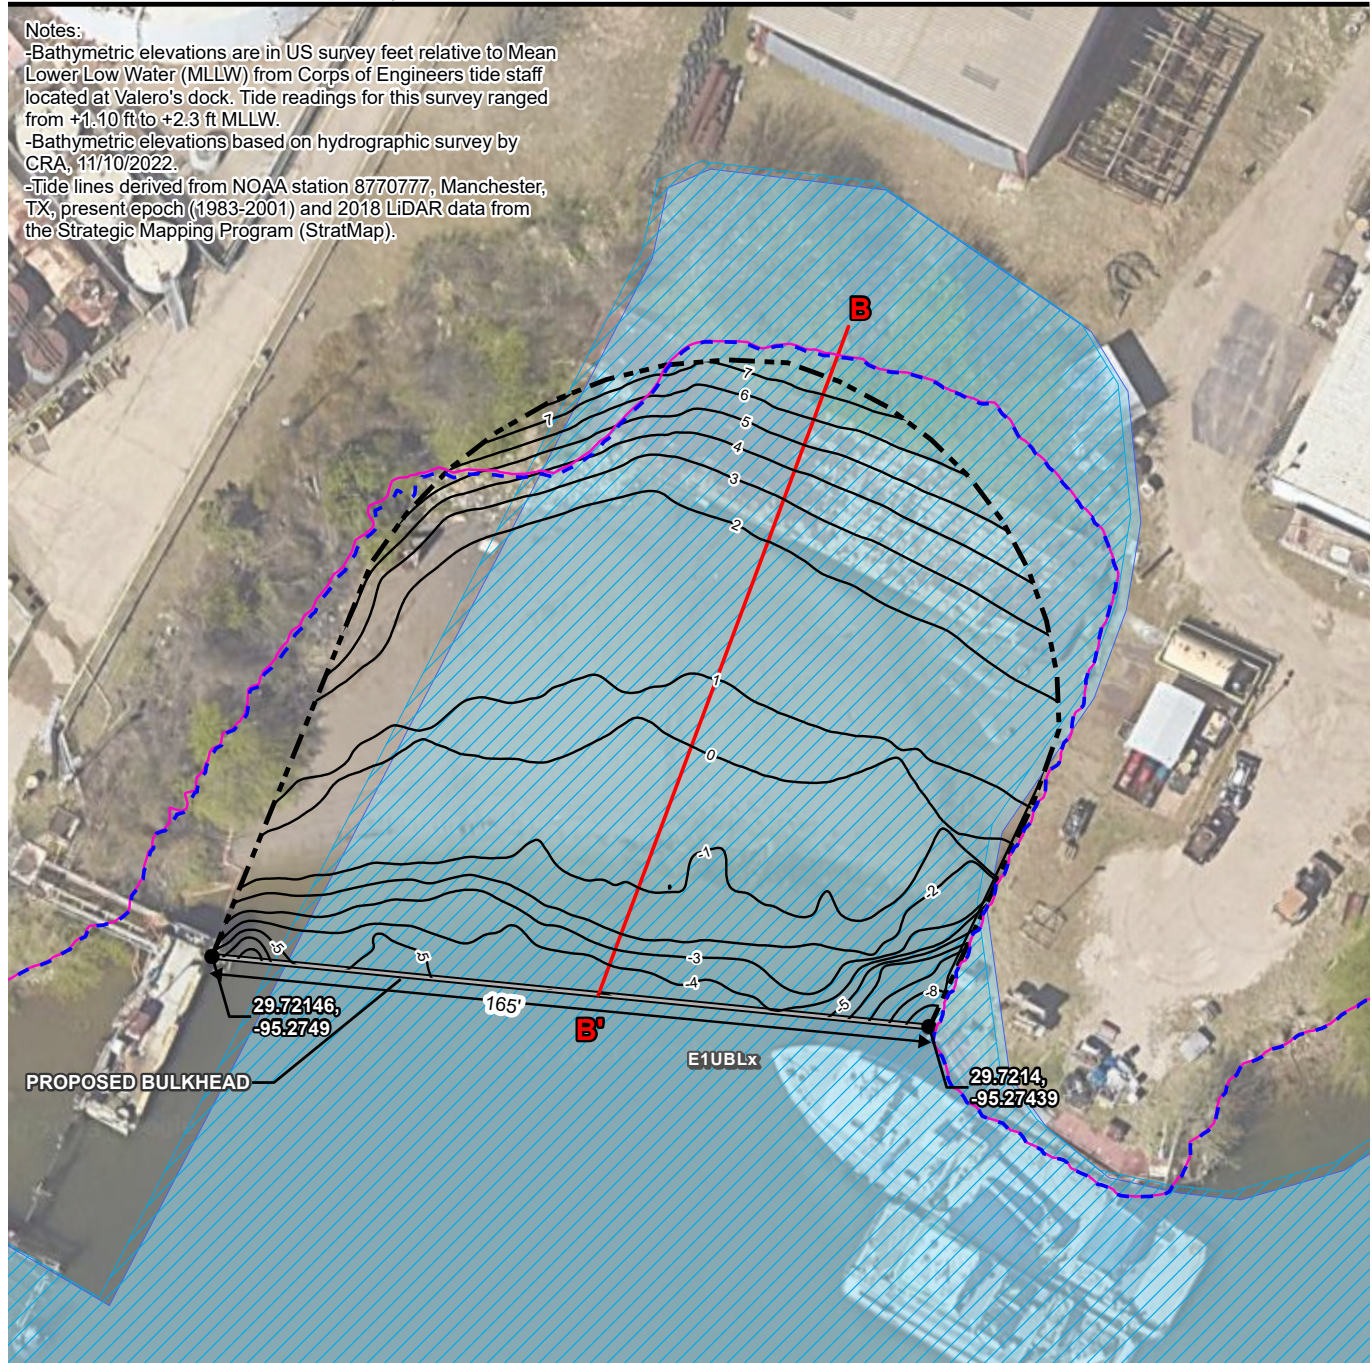 Notes:
-Bathymetric elevations are in US survey feet relative to Mean
Lower Low Water (MLLW) from Corps of Engineers tide staff
located at Valero's dock. Tide readings for this survey ranged
from +1.10 ft to +2.3 ft MLLW.
-Bathymetric elevations based on hydrographic survey by
CRA, 11/10/2022.
-Tide lines derived from NOAA station 8770777, Manchester,
TX, present epoch (1983-2001) and 2018 LiDAR data from
the Strategic Mapping Program (StratMap).
B
7
6
7
5
4
3
2
1
0
-1
-2
-5
5
-3
-4
-8
-5
29.72146,
-95.2749
165'
B'
E1UBLx
PROPOSED BULKHEAD
29.7214,
-95.27439